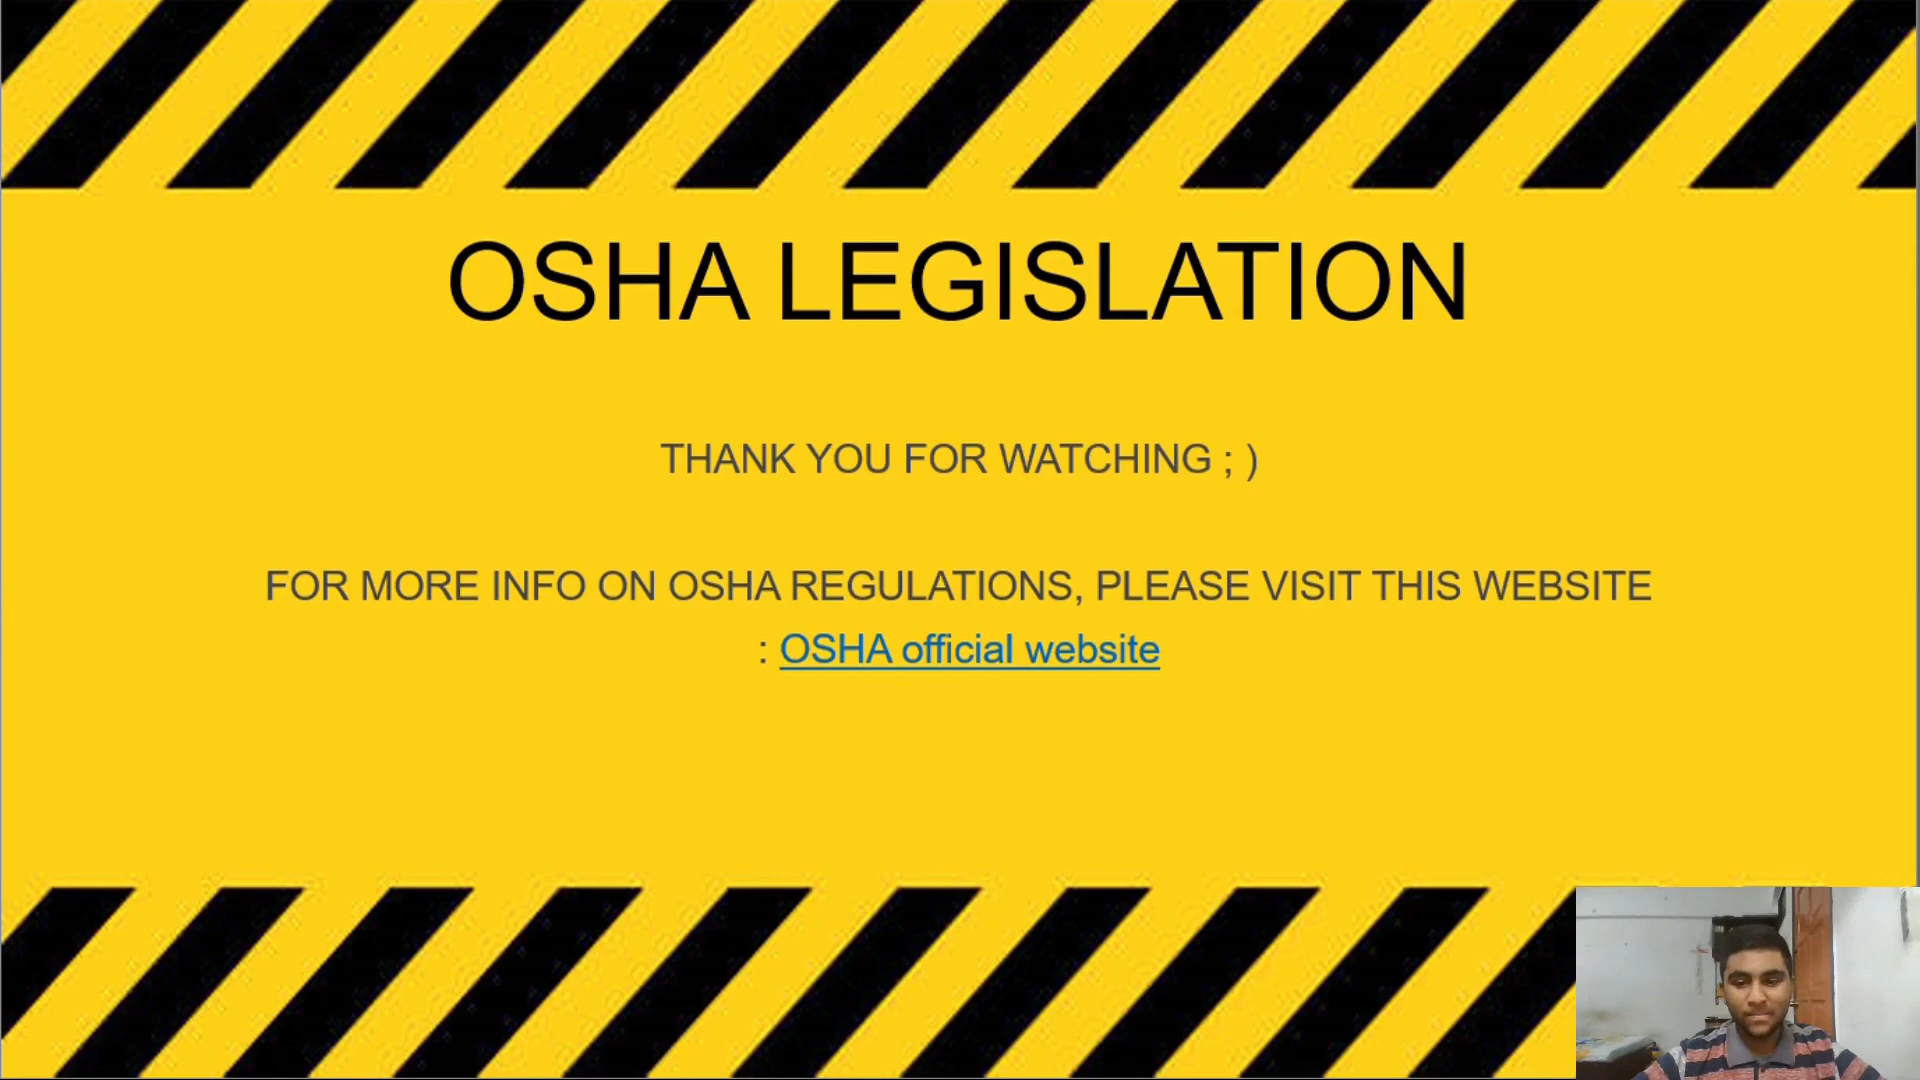 OSHA LEGISLATION
THANK YOU FOR WATCHING ; )
FOR MORE INFO ON OSHA REGULATIONS, PLEASE VISIT THIS WEBSITE
: OSHA official website